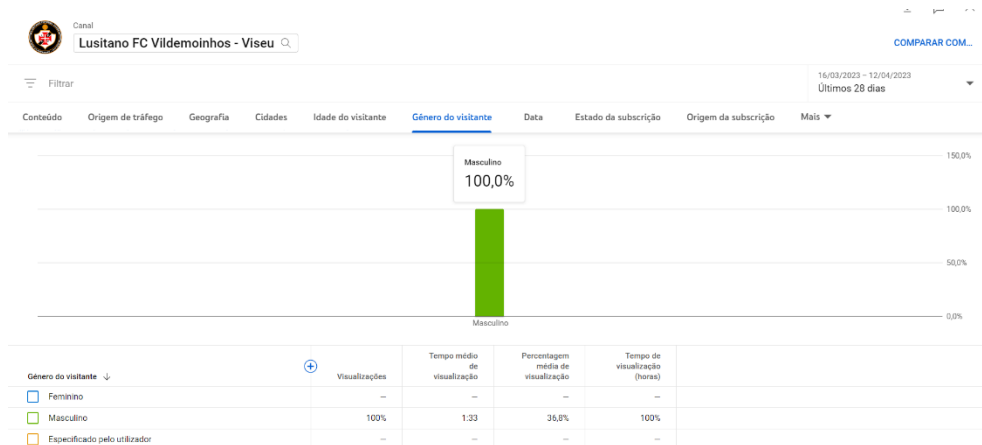 Canal
Lusitano FC Vildemoinhos - Viseu
COMPARAR COM...
Filtrar
16/03/2023 – 12/04/2023
Últimos 28 dias
Conteúdo Origem de tráfego Geografia Cidades Idade do visitante Género do visitante Data Estado da subscrição Origem da subscrição Mais
Masculino
100,0%
150,0%
100,0%
50,0%
0,0%
Masculino
Género do visitante
Visualizações
Tempo médio
de
visualização
Percentagem
média de
visualização
Tempo de
visualização
(horas)
Feminino — — — —
Masculino 100% 1:33 36,8% 100%
Especificado pelo utilizador — — — —